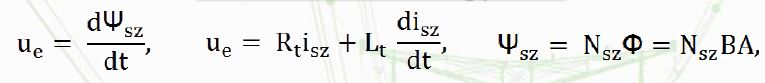 u_e = dΨ_sz/dt, u_e = R_t i_sz + L_t di_sz/dt Ψ_sz = N_sz Φ = N_sz BA,